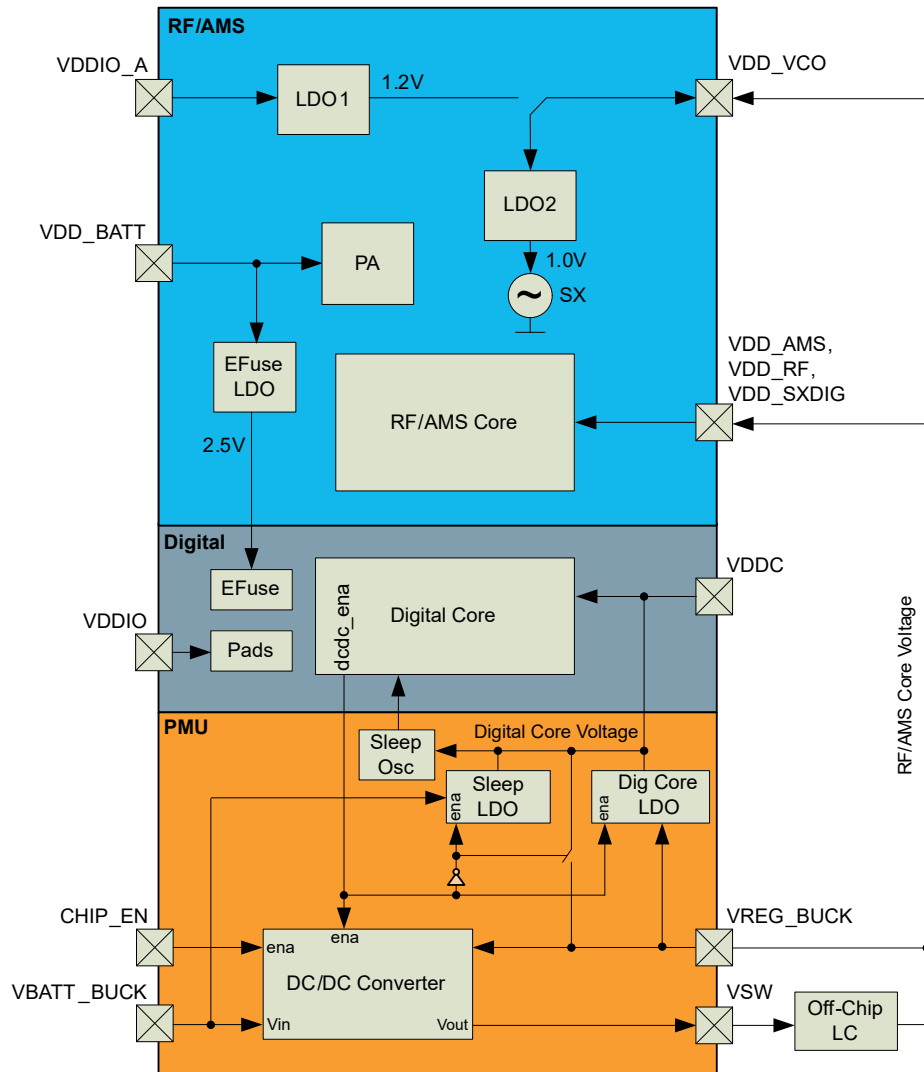 RF/AMS
VDDIO_A
LDO1
1.2V
VDD_VCO
LDO2
1.0V
SX
VDD_BATT
PA
EFuse
LDO
2.5V
RF/AMS Core
VDD_AMS,
VDD_RF,
VDD_SXDIG
Digital
EFuse
VDDIO
Pads
dcdc_ena
Digital Core
VDDC
RF/AMS Core Voltage
PMU
Sleep
Osc
Digital Core Voltage
Sleep
LDO
ena
Dig Core
LDO
ena
CHIP_EN
ena
ena
DC/DC Converter
VREG_BUCK
VBATT_BUCK
Vin
Vout
VSW
Off-Chip
LC